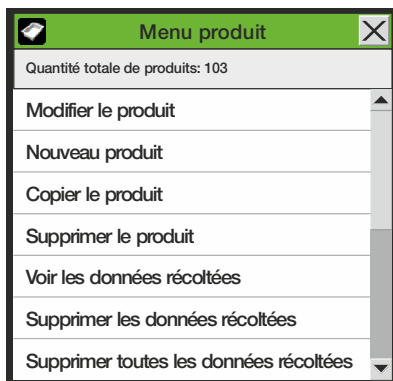 Menu produit
Quantité totale de produits: 103
Modifier le produit
Nouveau produit
Copier le produit
Supprimer le produit
Voir les données récoltées
Supprimer les données récoltées
Supprimer toutes les données récoltées